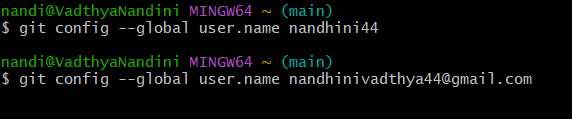 nandi@VadthyaNandini MINGW64 ~ (main)
$ git config --global user.name nandhini44
nandi@VadthyaNandini MINGW64 ~ (main)
$ git config --global user.name nandhinivadthya44@gmail.com